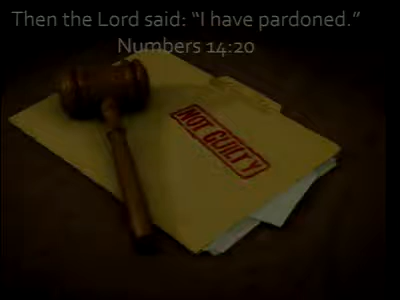 Then the Lord said: “I have pardoned.”
Numbers 14:20
NOT GUILTY